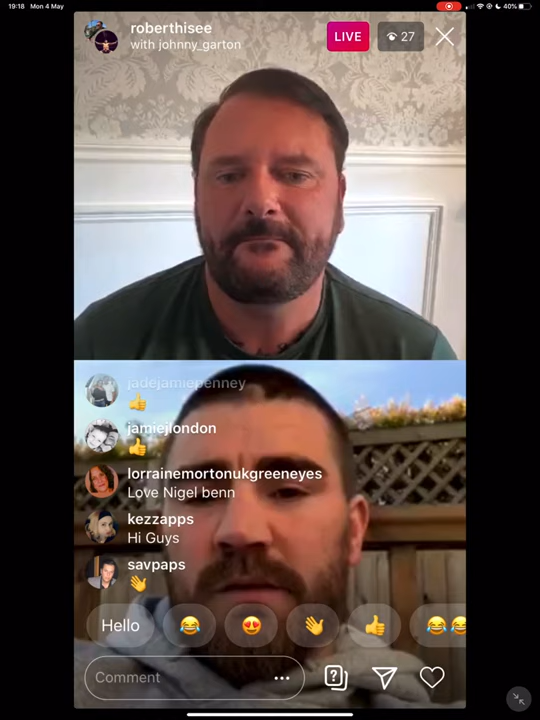 19:18 Mon 4 May
40%
roberthisee
with johnny_garton
LIVE
27
jadejamiepenney
jamiejlondon
lorrainemortonukgreeneyes
Love Nigel benn
kezzapps
Hi Guys
savpaps
Hello
Comment